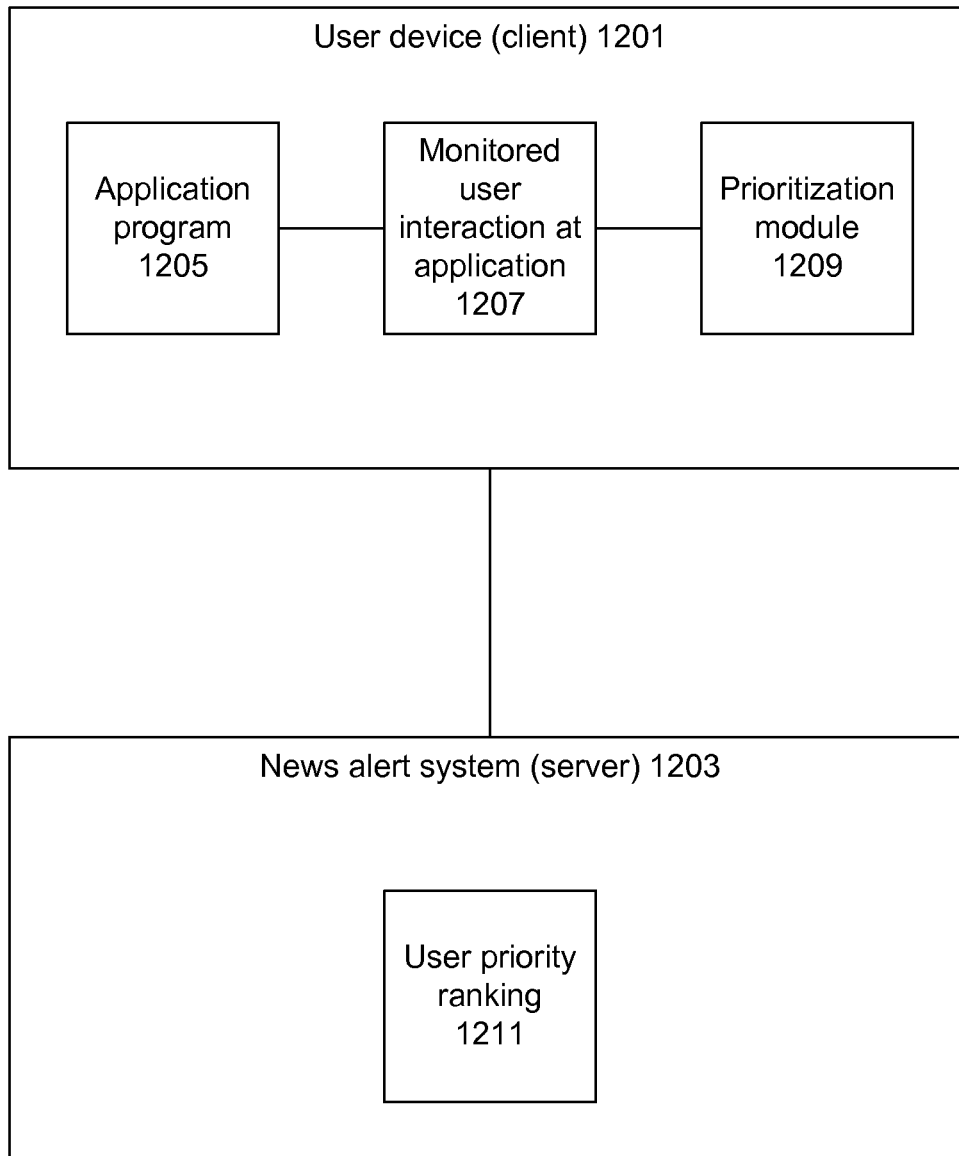 User device (client) 1201
Application
program
1205
Monitored
user
interaction at
application
1207
Prioritization
module
1209
News alert system (server) 1203
User priority
ranking
1211